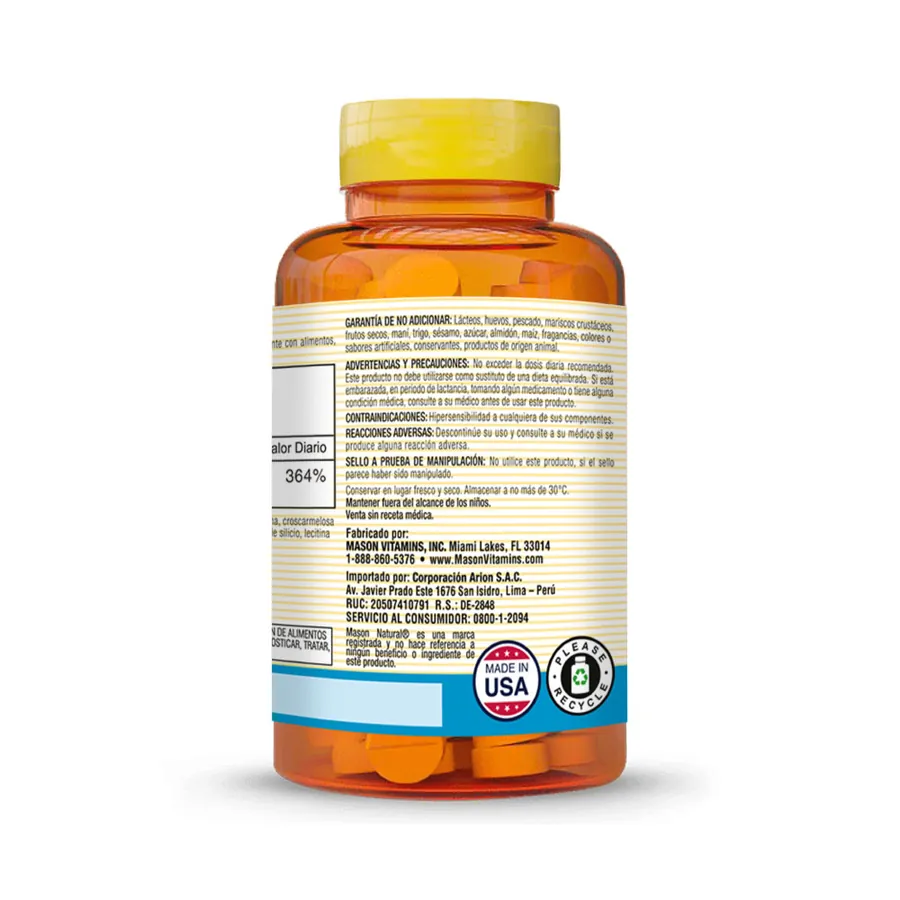 nte con alimentos,
alor Diario
364%
na, croscarmelosa
e silicio, lecitina
N DE ALIMENTOS
OSTICAR, TRATAR,
GARANTÍA DE NO ADICIONAR: Lácteos, huevos, pescado, mariscos crustáceos,
frutos secos, maní, trigo, sésamo, azúcar, almidón, maíz, fragancias, colores o
sabores artificiales, conservantes, productos de origen animal.
ADVERTENCIAS Y PRECAUCIONES: No exceder la dosis diaria recomendada.
Este producto no debe utilizarse como sustituto de una dieta equilibrada. Si está
embarazada, en periodo de lactancia, tomando algún medicamento o tiene alguna
condición médica, consulte a su médico antes de usar este producto.
CONTRAINDICACIONES: Hipersensibilidad a cualquiera de sus componentes.
REACCIONES ADVERSAS: Descontinúe su uso y consulte a su médico si se
produce alguna reacción adversa.
SELLO A PRUEBA DE MANIPULACIÓN: No utilice este producto, si el sello
parece haber sido manipulado.
Conservar en lugar fresco y seco. Almacenar a no más de 30°C.
Mantener fuera del alcance de los niños.
Venta sin receta médica.
Fabricado por:
MASON VITAMINS, INC. Miami Lakes, FL 33014
1-888-860-5376 • www.MasonVitamins.com
Importado por: Corporación Arion S.A.C.
Av. Javier Prado Este 1676 San Isidro, Lima – Perú
RUC: 20507410791 R.S.: DE-2848
SERVICIO AL CONSUMIDOR: 0800-1-2094
Mason Natural® es una marca
registrada y no hace referencia a
ningún beneficio o ingrediente de
este producto.
MADE IN
USA
• PLEASE •
RECYCLE